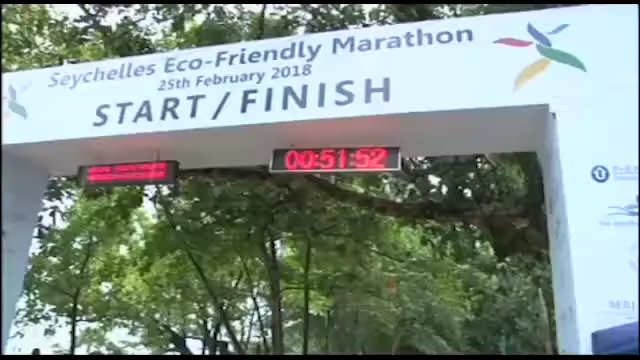 Seychelles Eco-Friendly Marathon
25th February 2018
START / FINISH
00:51:52